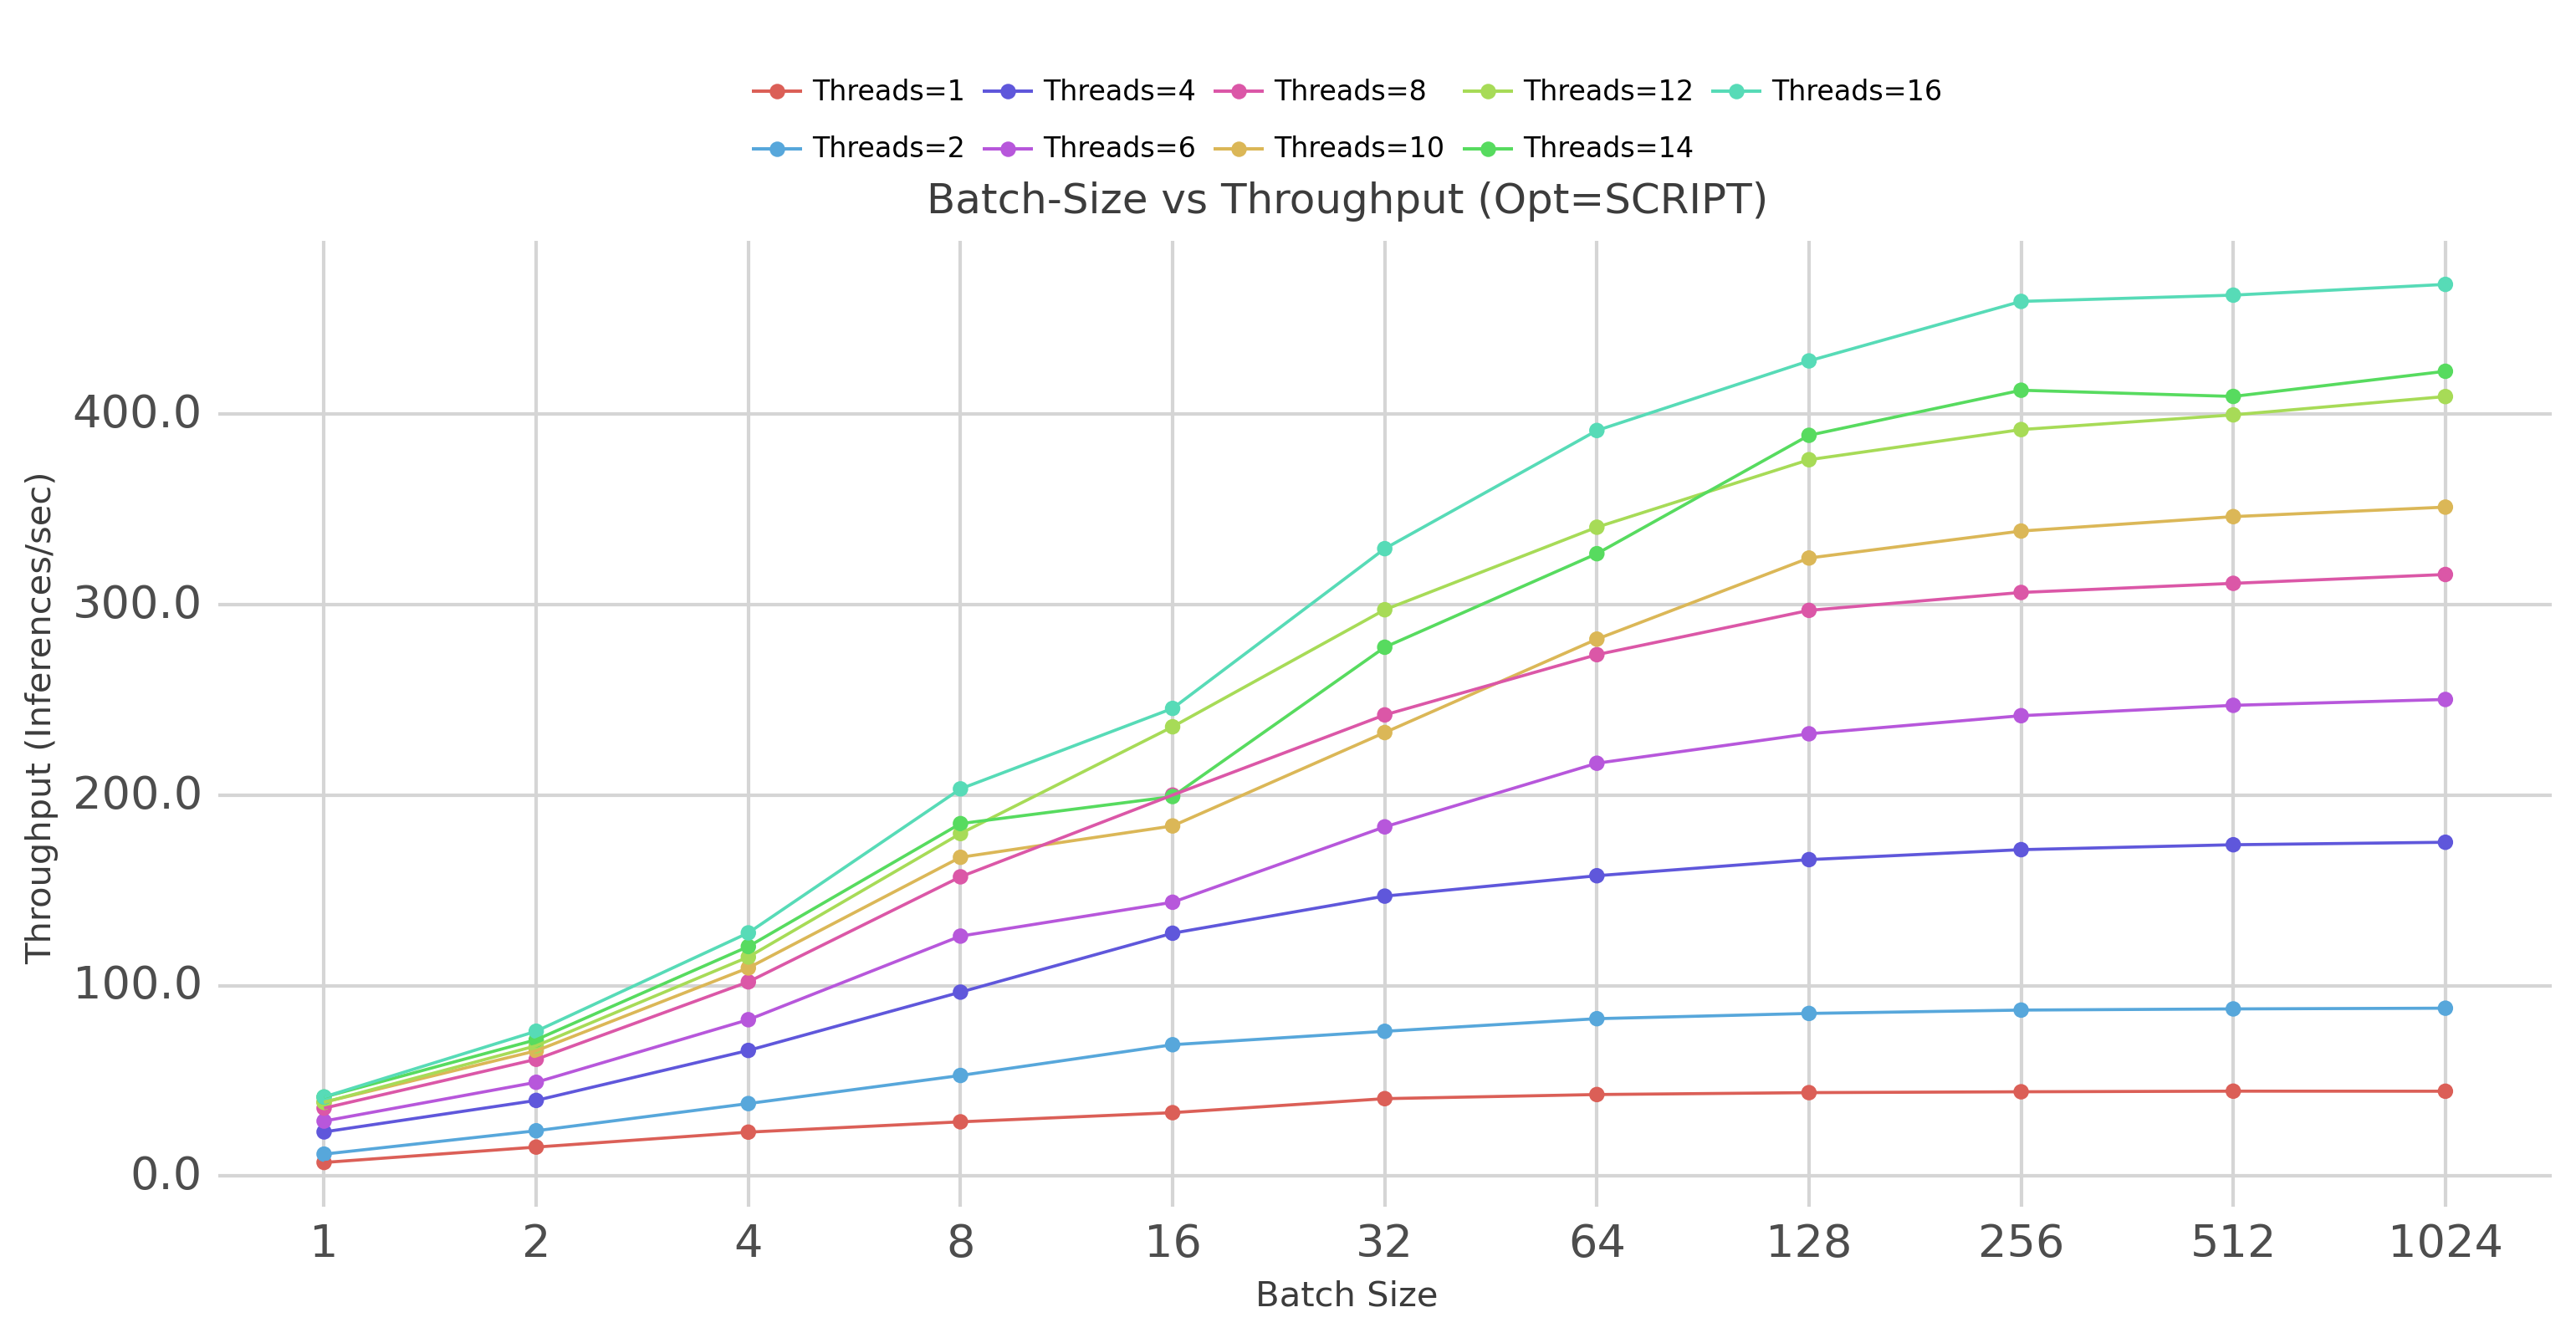 Threads=1 Threads=4 Threads=8 Threads=12 Threads=16
Threads=2 Threads=6 Threads=10 Threads=14
Batch-Size vs Throughput (Opt=SCRIPT)
Throughput (Inferences/sec)
400.0
300.0
200.0
100.0
0.0
1 2 4 8 16 32 64 128 256 512 1024
Batch Size